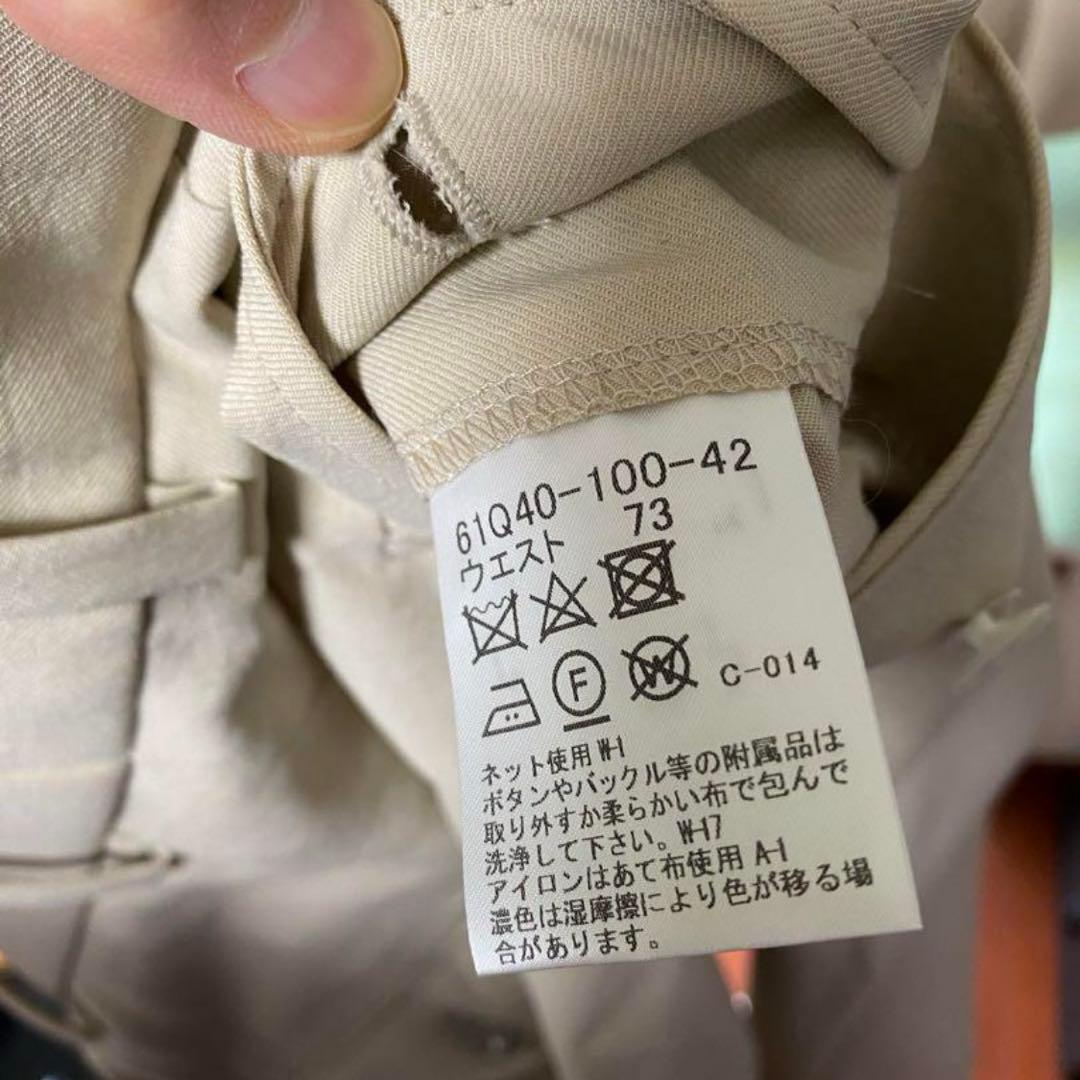 61Q40-100-42
ウエスト 73
F W C-014
ネット使用 W-1
ボタンやバックル等の附属品は
取り外すか柔らかい布で包んで
洗浄して下さい。W-17
アイロンはあて布使用 A-1
濃色は湿摩擦により色が移る場
合があります。